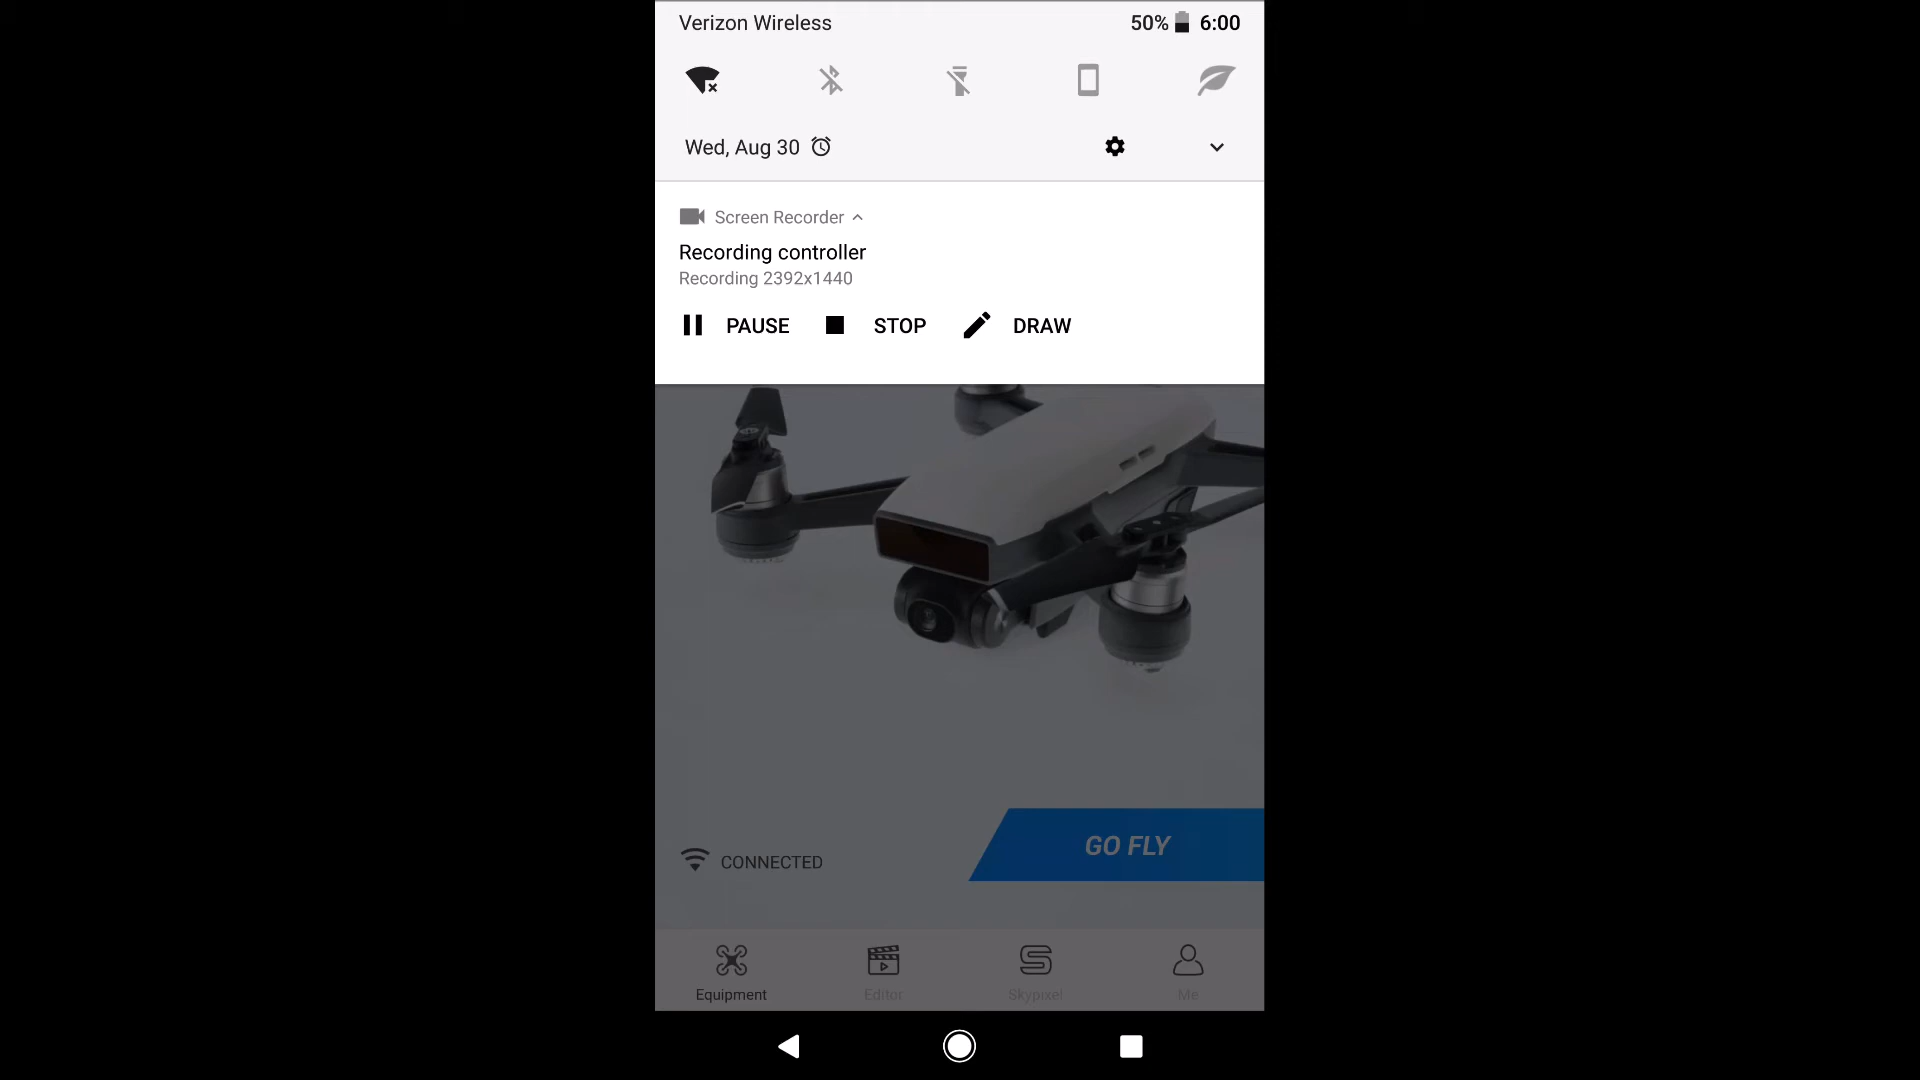 Verizon Wireless 50% 6:00
Wed, Aug 30
Screen Recorder
Recording controller
Recording 2392x1440
PAUSE STOP DRAW
GO FLY
CONNECTED
Equipment Editor Skypixel Me